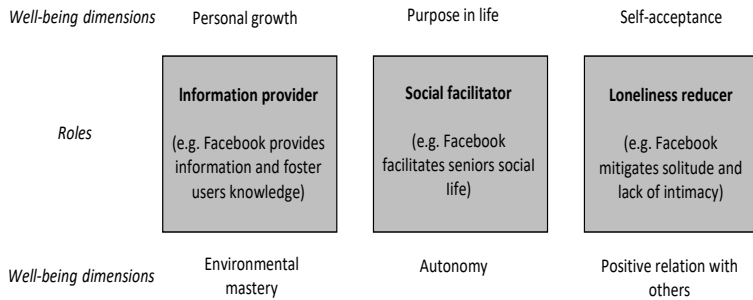 Well-being dimensions Personal growth Purpose in life Self-acceptance
Roles
Information provider
(e.g. Facebook provides
information and foster
users knowledge)
Social facilitator
(e.g. Facebook
facilitates seniors social
life)
Loneliness reducer
(e.g. Facebook
mitigates solitude and
lack of intimacy)
Well-being dimensions
Environmental
mastery
Autonomy
Positive relation with
others